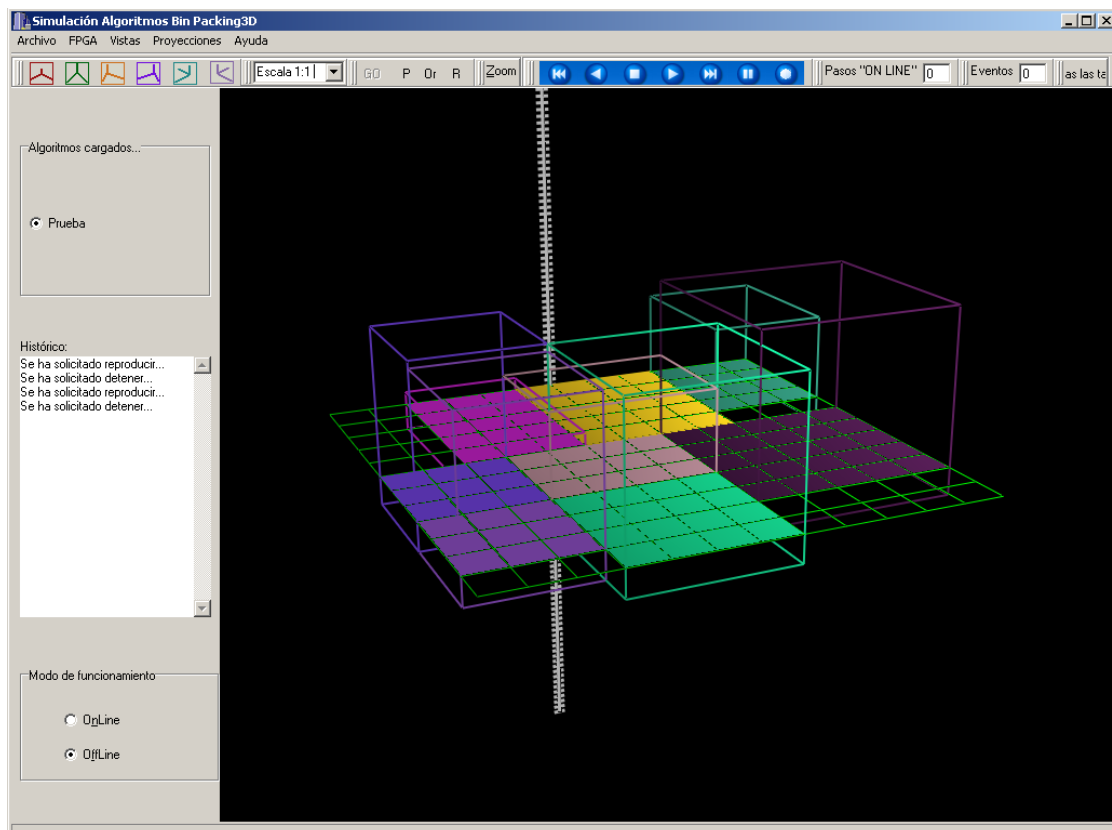 Simulación Algoritmos Bin Packing3D
Archivo FPGA Vistas Proyecciones Ayuda
Escala 1:1 GO P Or R Zoom Pasos "ON LINE" 0 Eventos 0 as las ta
Algoritmos cargados...
Prueba
Histórico:
Se ha solicitado reproducir...
Se ha solicitado detener...
Se ha solicitado reproducir...
Se ha solicitado detener...
Modo de funcionamiento
OnLine
OffLine